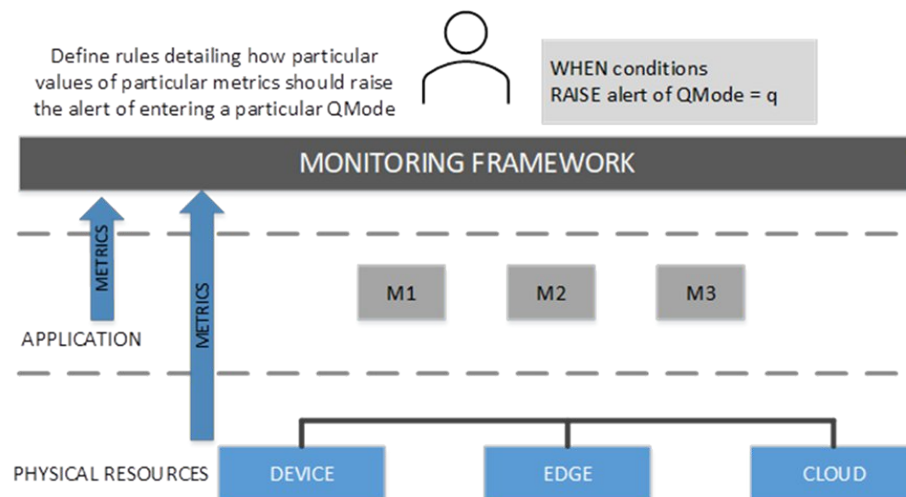 Define rules detailing how particular
values of particular metrics should raise
the alert of entering a particular QMode
WHEN conditions
RAISE alert of QMode = q
MONITORING FRAMEWORK
METRICS
METRICS
M1
M2
M3
APPLICATION
PHYSICAL RESOURCES
DEVICE
EDGE
CLOUD